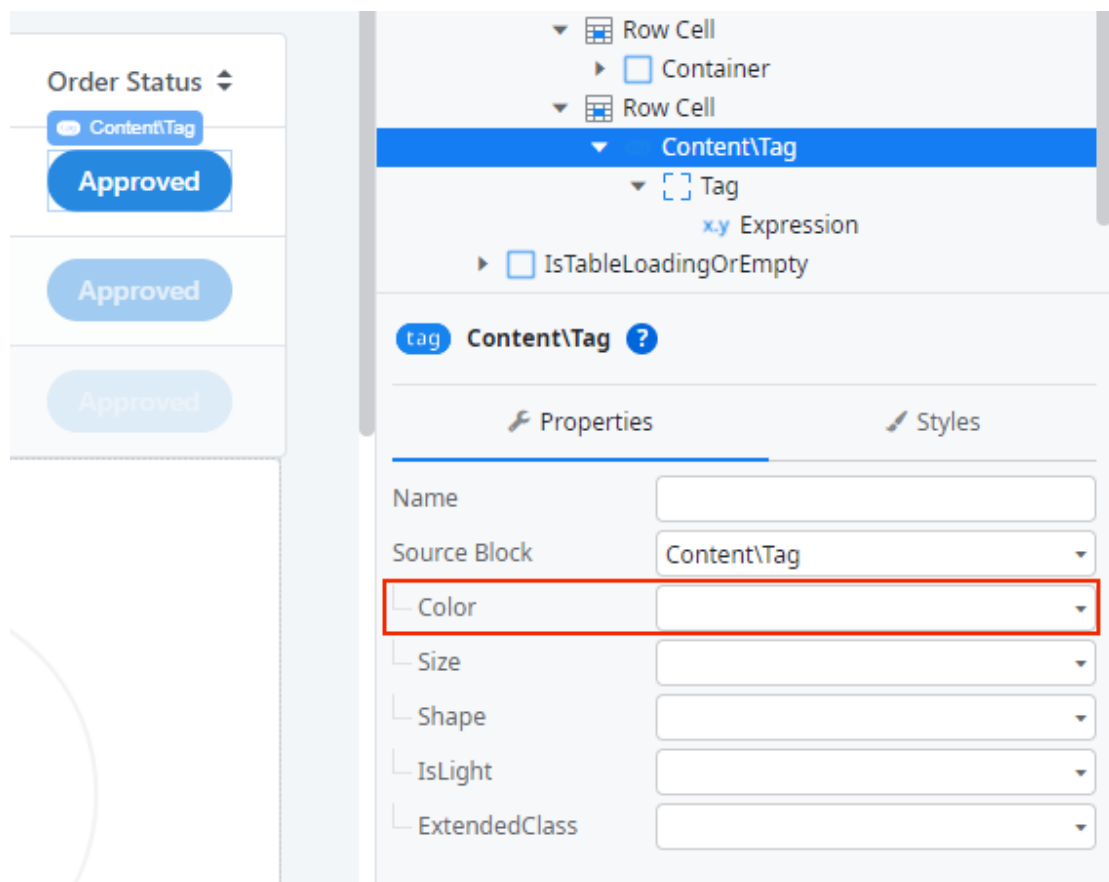 Order Status
Content\Tag
Approved
Approved
Approved
Row Cell
Container
Row Cell
Content\Tag
Tag
x.y Expression
IsTableLoadingOrEmpty
tag Content\Tag ?
Properties Styles
Name
Source Block Content\Tag
Color
Size
Shape
IsLight
ExtendedClass